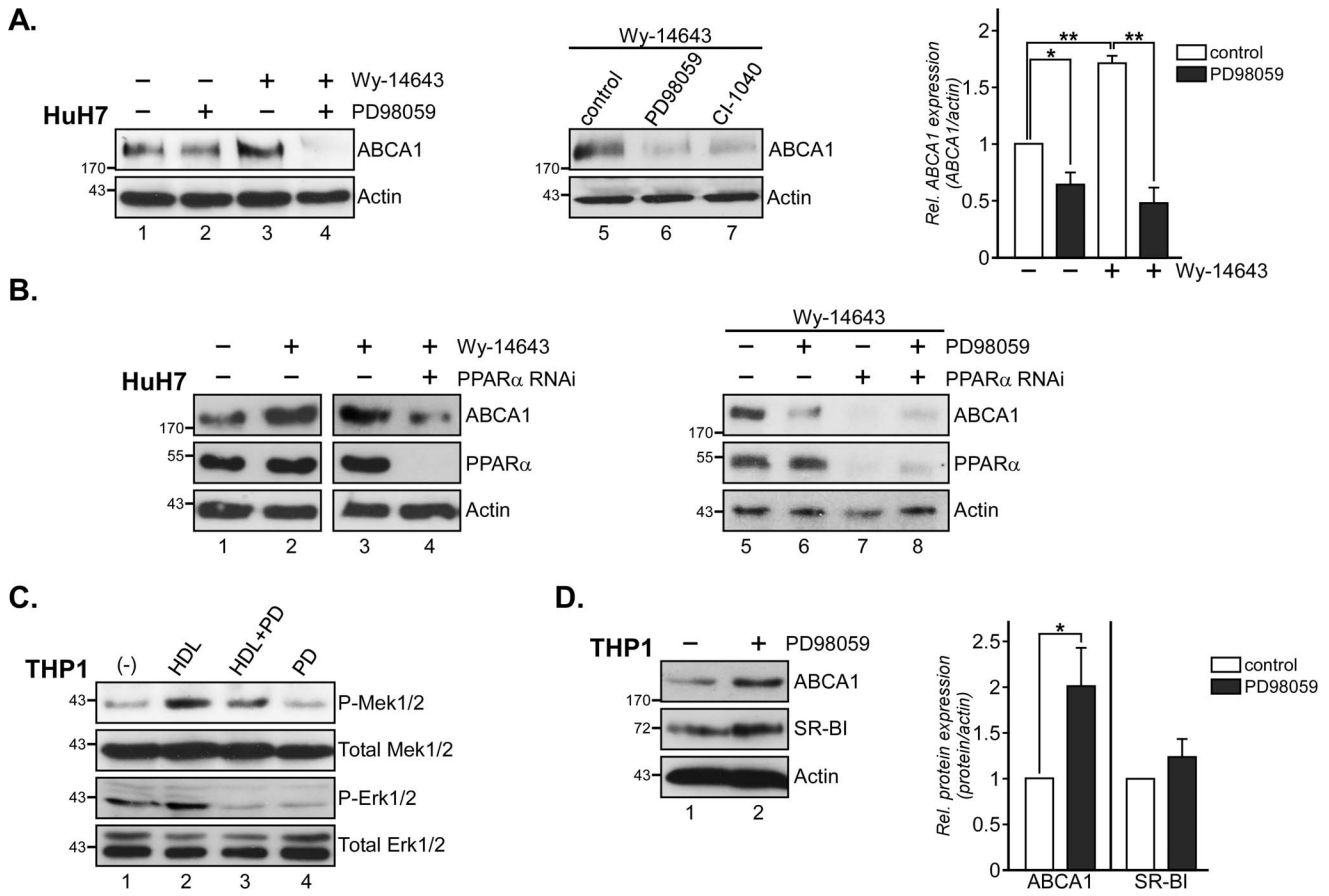 A.
Wy-14643
− − + + Wy-14643
HuH7 − + − + PD98059
control PD98059 CI-1040
170 ABCA1
43 Actin
1 2 3 4
170 ABCA1
43 Actin
5 6 7
Rel. ABCA1 expression
(ABCA1/actin)
2
1.5
1
0.5
0
** **
*
control
PD98059
− − + + Wy-14643
B.
− + + + Wy-14643
HuH7 − − − + PPARα RNAi
170 ABCA1
55 PPARα
43 Actin
1 2 3 4
Wy-14643
− + − + PD98059
− − + + PPARα RNAi
170 ABCA1
55 PPARα
43 Actin
5 6 7 8
C.
THP1 (-) HDL HDL+PD PD
43 P-Mek1/2
43 Total Mek1/2
43 P-Erk1/2
43 Total Erk1/2
1 2 3 4
D.
THP1 − + PD98059
170 ABCA1
72 SR-BI
43 Actin
1 2
Rel. protein expression
(protein/actin)
2.5
2
1.5
1
2.5
0
*
control
PD98059
ABCA1 SR-BI